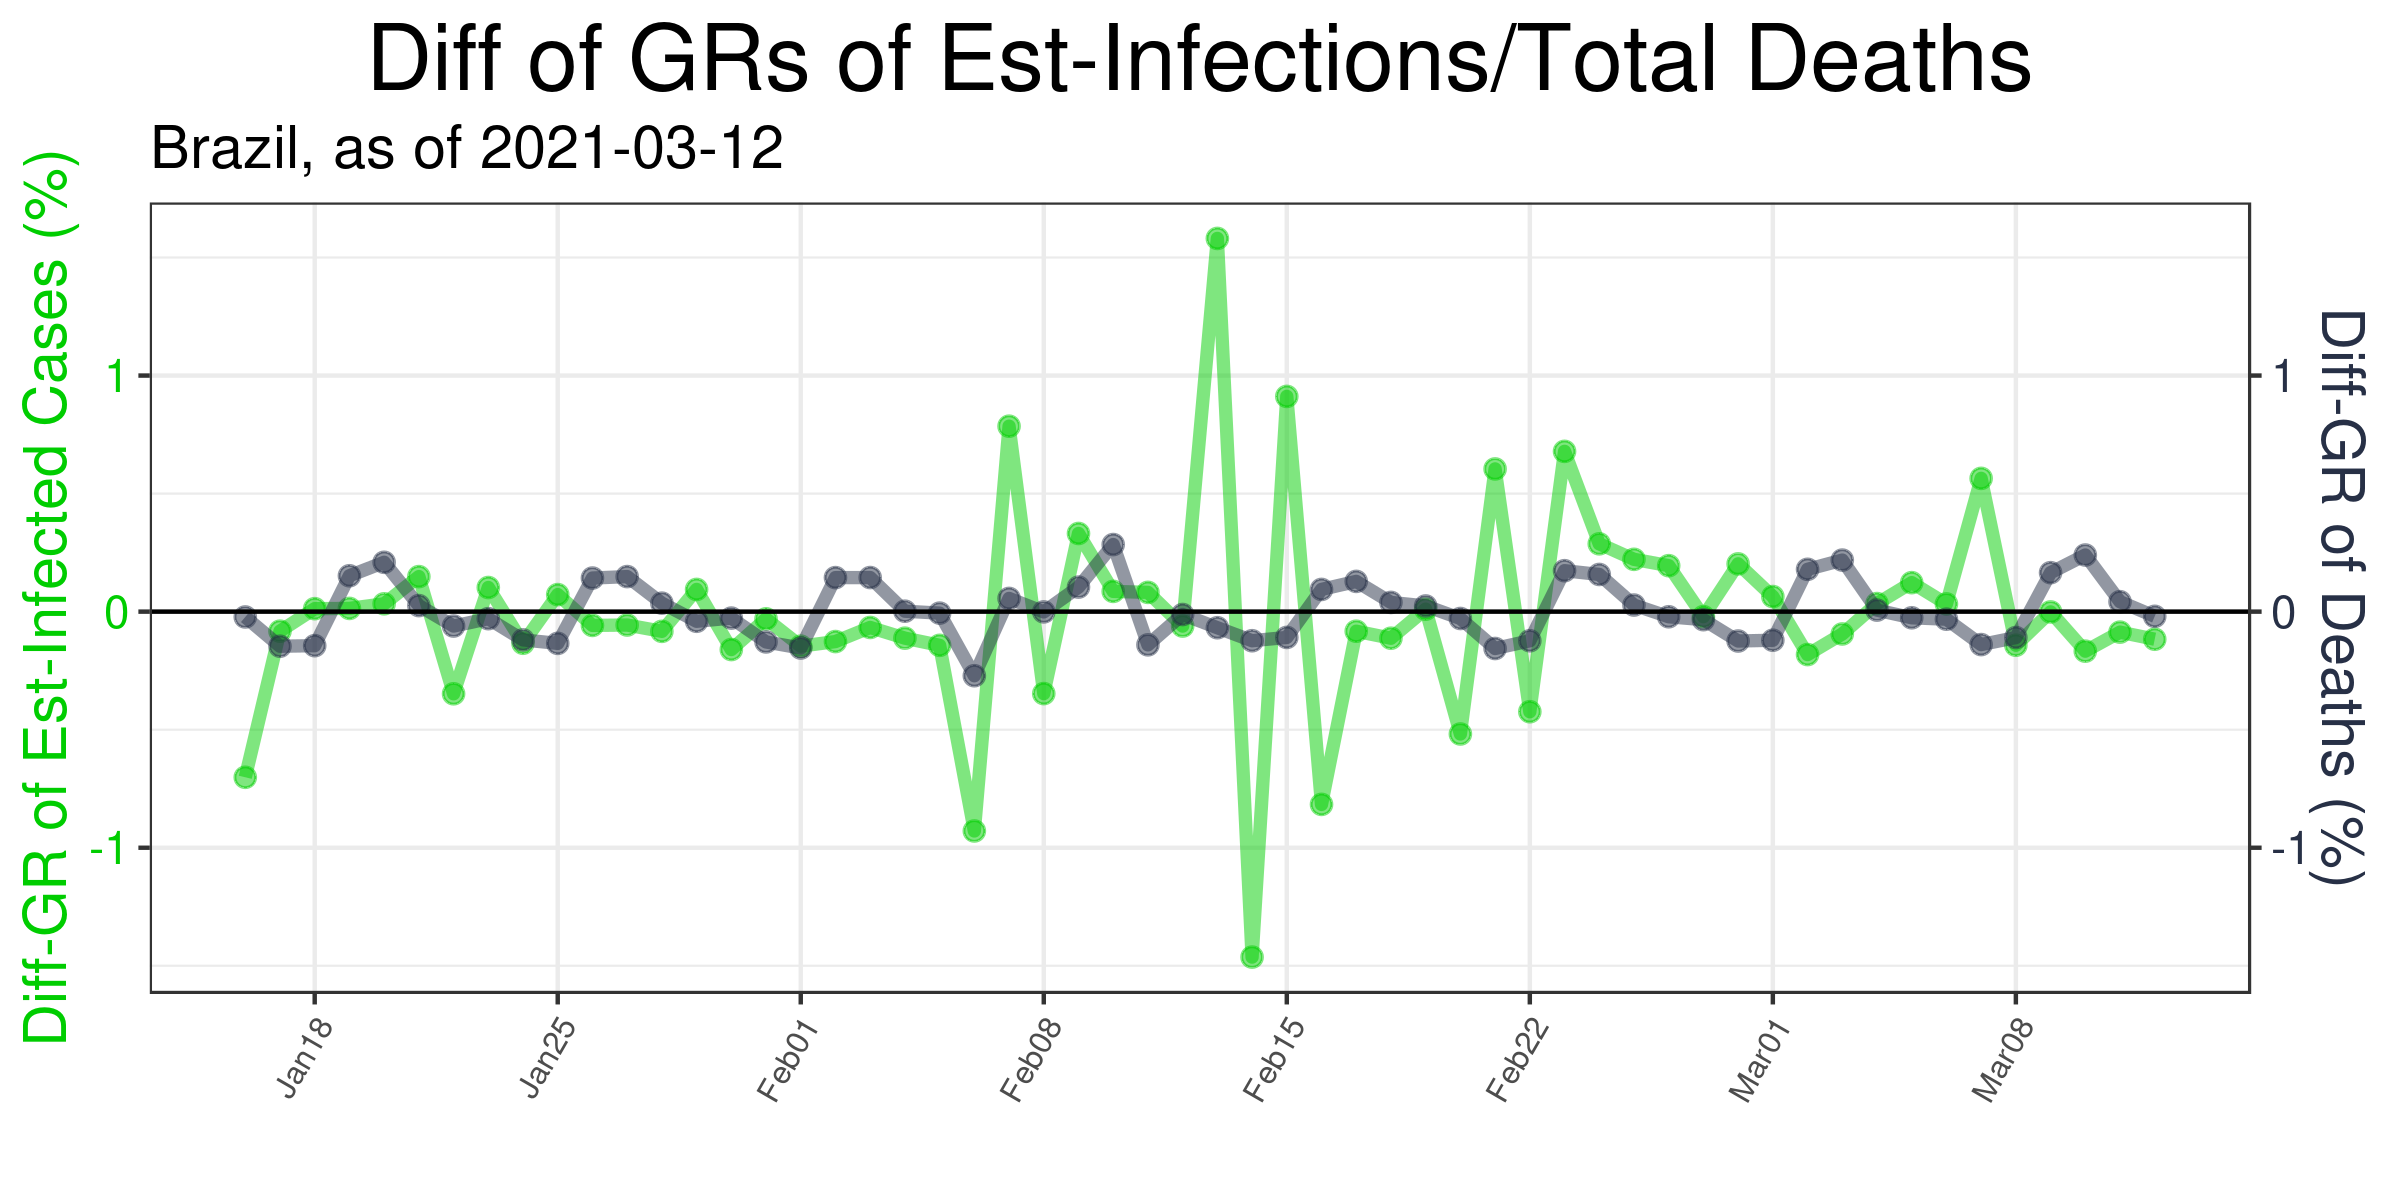 Diff of GRs of Est-Infections/Total Deaths
Brazil, as of 2021-03-12
Diff-GR of Est-Infected Cases (%)
1
0
-1
1
0
-1
Diff-GR of Deaths (%)
Jan18
Jan25
Feb01
Feb08
Feb15
Feb22
Mar01
Mar08